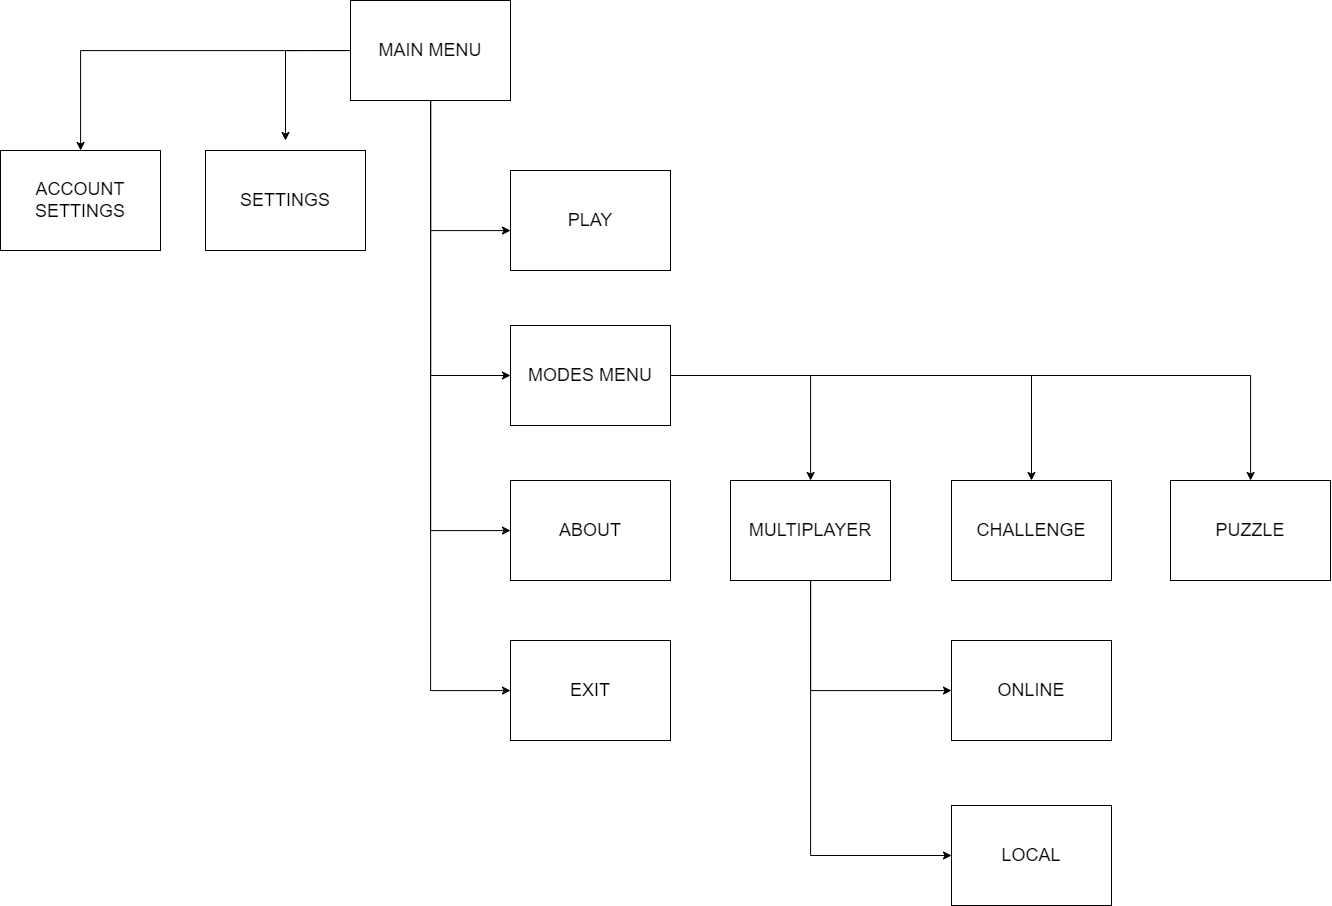 MAIN MENU
ACCOUNT
SETTINGS
SETTINGS
PLAY
MODES MENU
ABOUT
MULTIPLAYER
CHALLENGE
PUZZLE
EXIT
ONLINE
LOCAL